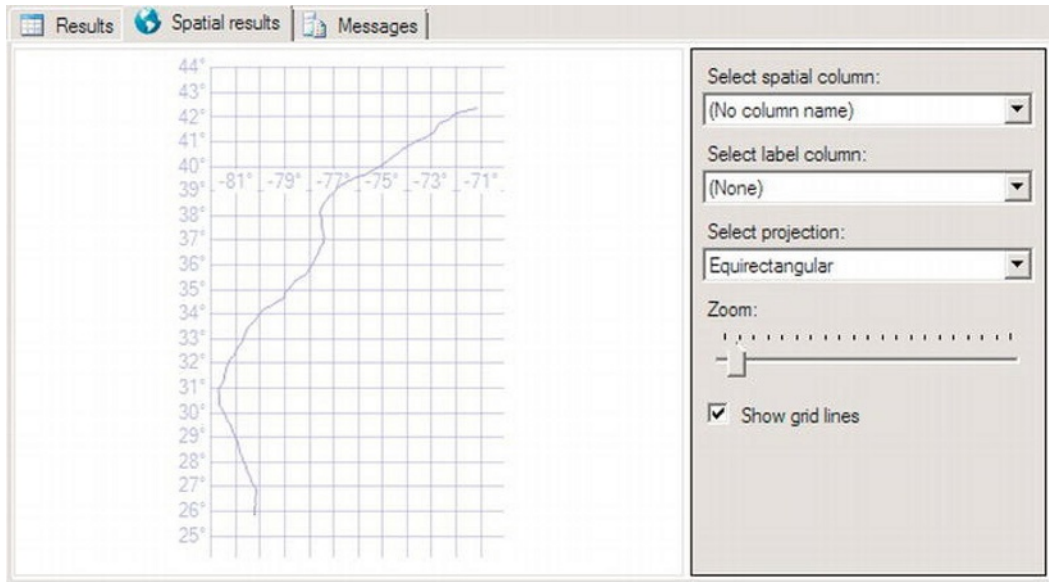 Results
Spatial results
Messages
44°
43°
42°
41°
40°
-81° -79° -77° -75° -73° -71°
39°
38°
37°
36°
35°
34°
33°
32°
31°
30°
29°
28°
27°
26°
25°
Select spatial column:
(No column name)
Select label column:
(None)
Select projection:
Equirectangular
Zoom:
Show grid lines